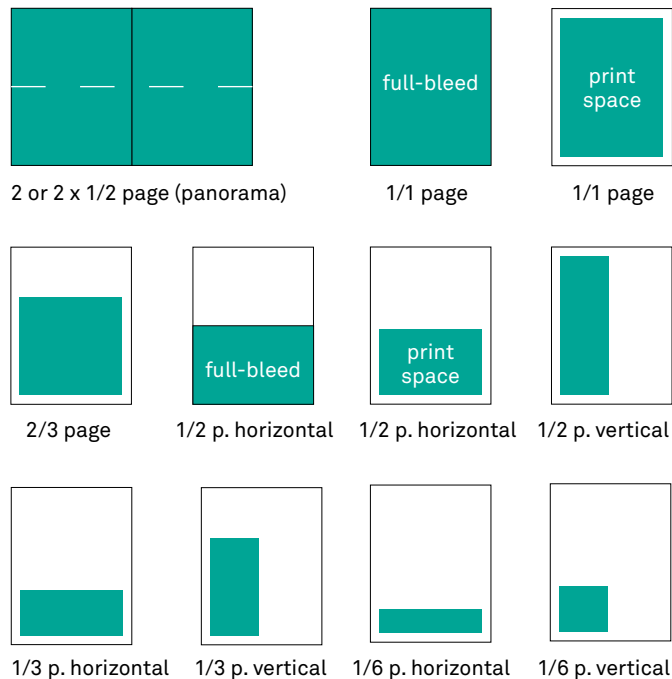 full-bleed
print
space
2 or 2 x 1/2 page (panorama)
1/1 page
1/1 page
full-bleed
print
space
2/3 page
1/2 p. horizontal
1/2 p. horizontal
1/2 p. vertical
1/3 p. horizontal
1/3 p. vertical
1/6 p. horizontal
1/6 p. vertical